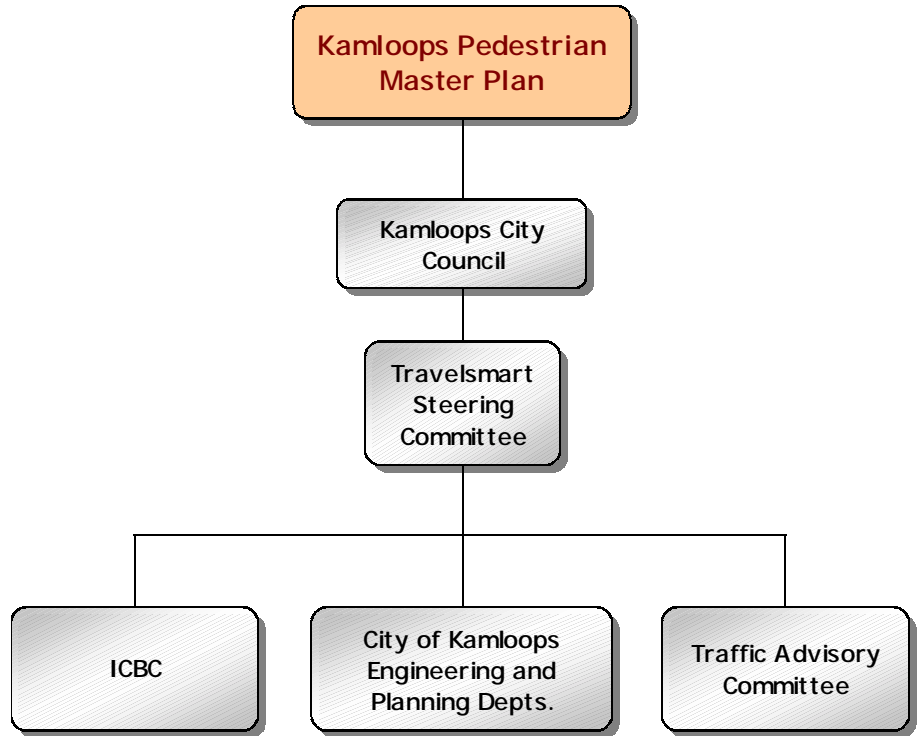 Kamloops Pedestrian
Master Plan
Kamloops City
Council
Travelsmart
Steering
Committee
ICBC
City of Kamloops
Engineering and
Planning Depts.
Traffic Advisory
Committee